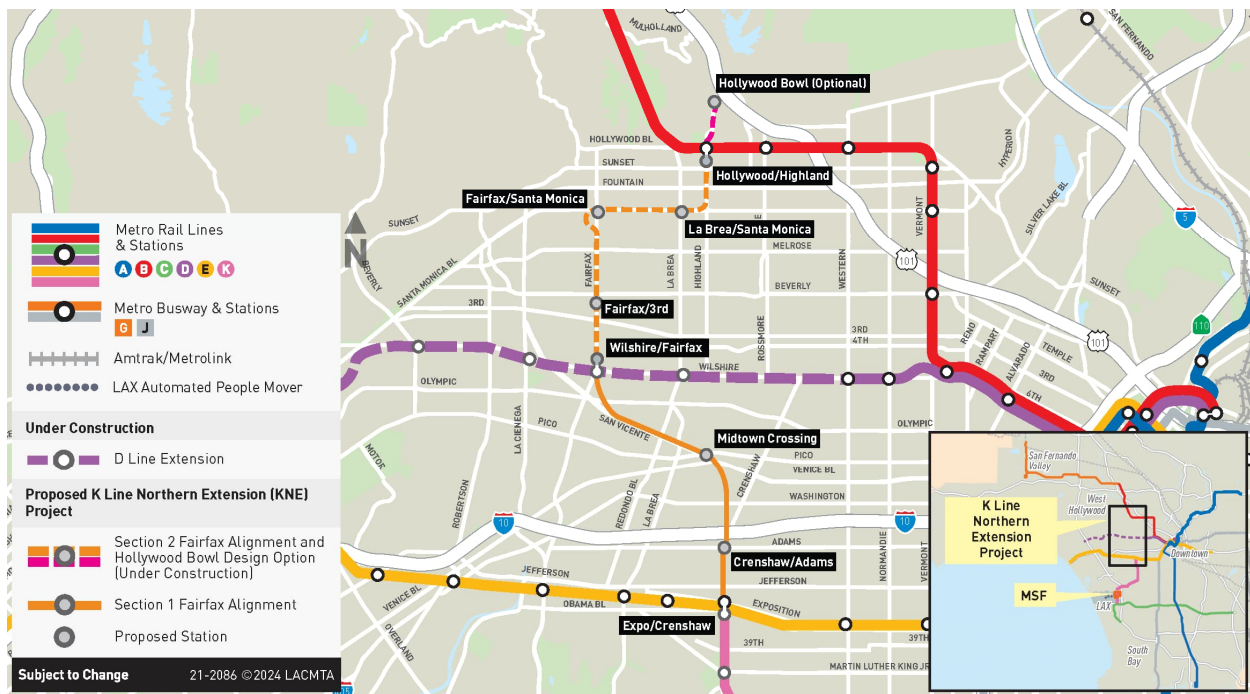 MULHOLLAND
101
SAN FERNANDO
Hollywood Bowl (Optional)
HOLLYWOOD BL
SUNSET
Hollywood/Highland
FOUNTAIN
HYPERION
SILVER LAKE BL
Fairfax/Santa Monica
La Brea/Santa Monica
VERMONT
5
SUNSET
N
BEVERLY
SANTA MONICA BL
FAIRFAX
LA BREA
HIGHLAND
MELROSE
WESTERN
101
BEVERLY
SUNSET
3RD
Fairfax/3rd
ROSSMORE
3RD
4TH
RENO
RAMPART
ALVARADO
TEMPLE
110
101
Wilshire/Fairfax
WILSHIRE
3RD
6TH
OLYMPIC
LA CIENEGA
PICO
SAN VICENTE
OLYMPIC
Midtown Crossing
PICO
VENICE BL
CRENSHAW
WASHINGTON
MOTOR
ROBERTSON
REDONDO BL
LA BREA
10
10
ADAMS
Crenshaw/Adams
NORMANDIE
VERMONT
JEFFERSON
JEFFERSON
VENICE BL
OBAMA BL
EXPOSITION
Expo/Crenshaw
OVERLAND
39TH
39TH
MARTIN LUTHER KING JR
Metro Rail Lines
& Stations
A B C D E K
Metro Busway & Stations
G J
Amtrak/Metrolink
LAX Automated People Mover
Under Construction
D Line Extension
Proposed K Line Northern Extension (KNE)
Project
Section 2 Fairfax Alignment and
Hollywood Bowl Design Option
(Under Construction)
Section 1 Fairfax Alignment
Proposed Station
Subject to Change 21-2086 ©2024 LACMTA
San Fernando
Valley
West
Hollywood
K Line
Northern
Extension
Project
Downtown
MSF
LAX
South
Bay